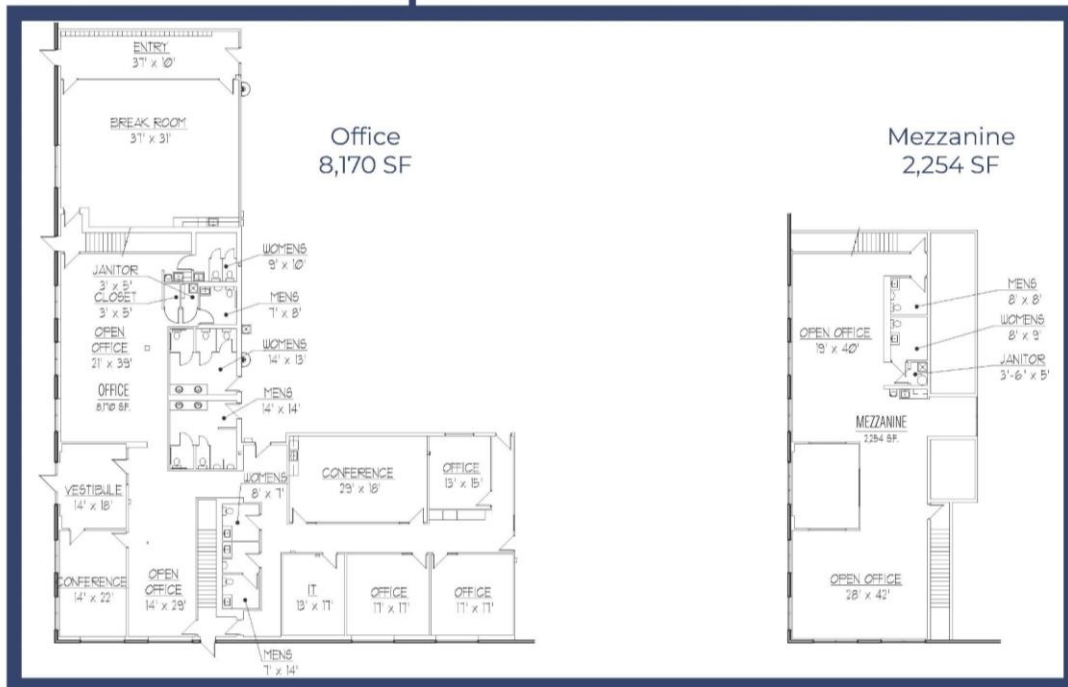 ENTRY
37' x 10'
BREAK ROOM
37' x 31'
Office
8,170 SF
Mezzanine
2,254 SF
WOMENS
9' x 10'
JANITOR
3' x 5'
CLOSET
3' x 5'
MENS
7' x 8'
OPEN
OFFICE
21' x 39'
WOMENS
14' x 13'
OFFICE
8,170 SF.
MENS
14' x 14'
VESTIBULE
14' x 18'
WOMENS
8' x 7'
CONFERENCE
29' x 18'
OFFICE
13' x 15'
CONFERENCE
14' x 22'
OPEN
OFFICE
14' x 29'
IT
13' x 17'
OFFICE
17' x 17'
OFFICE
17' x 17'
MENS
7' x 14'
MENS
8' x 8'
WOMENS
8' x 9'
OPEN OFFICE
19' x 40'
JANITOR
3'-6" x 5'
MEZZANINE
2,254 SF.
OPEN OFFICE
28' x 42'